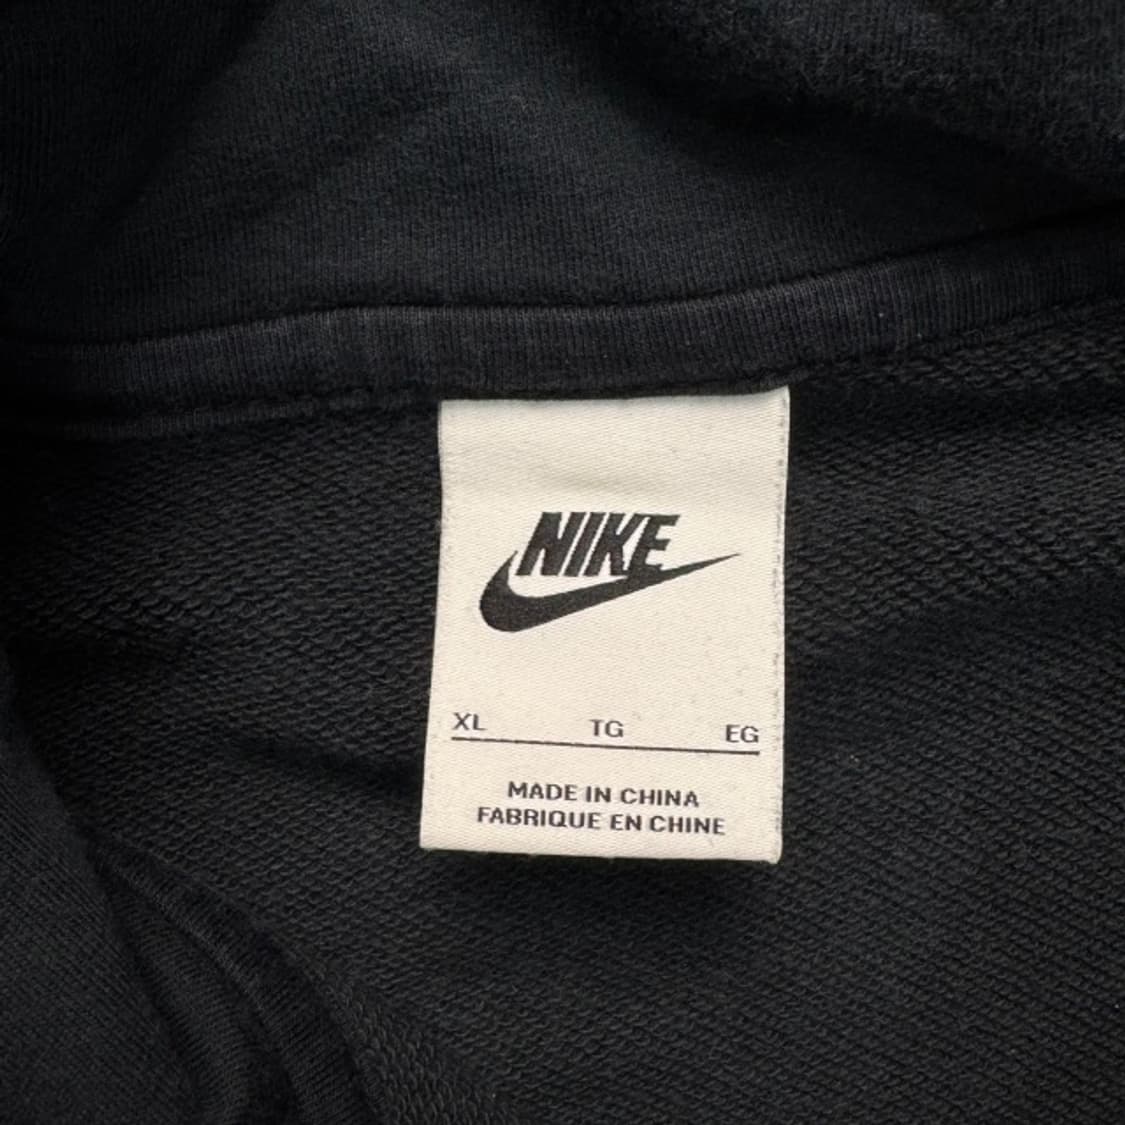 NIKE
XL TG EG
MADE IN CHINA
FABRIQUE EN CHINE